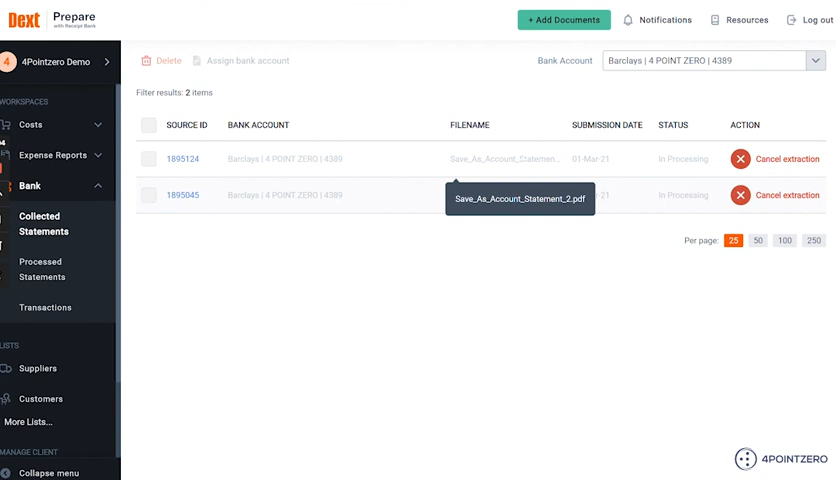 Dext Prepare
with Receipt Bank
+ Add Documents
Notifications
Resources
Log out
4 4Pointzero Demo
Delete
Assign bank account
Bank Account
Barclays | 4 POINT ZERO | 4389
Filter results: 2 items
WORKSPACES
Costs
Expense Reports
Bank
Collected
Statements
Processed
Statements
Transactions
LISTS
Suppliers
Customers
More Lists...
MANAGE CLIENT
Collapse menu
SOURCE ID BANK ACCOUNT FILENAME SUBMISSION DATE STATUS ACTION
1895124 Barclays | 4 POINT ZERO | 4389 Save_As_Account_Statemen... 01-Mar-21 In Processing Cancel extraction
1895045 Barclays | 4 POINT ZERO | 4389 -21 In Processing Cancel extraction
Save_As_Account_Statement_2.pdf
Per page: 25 50 100 250
4POINTZERO